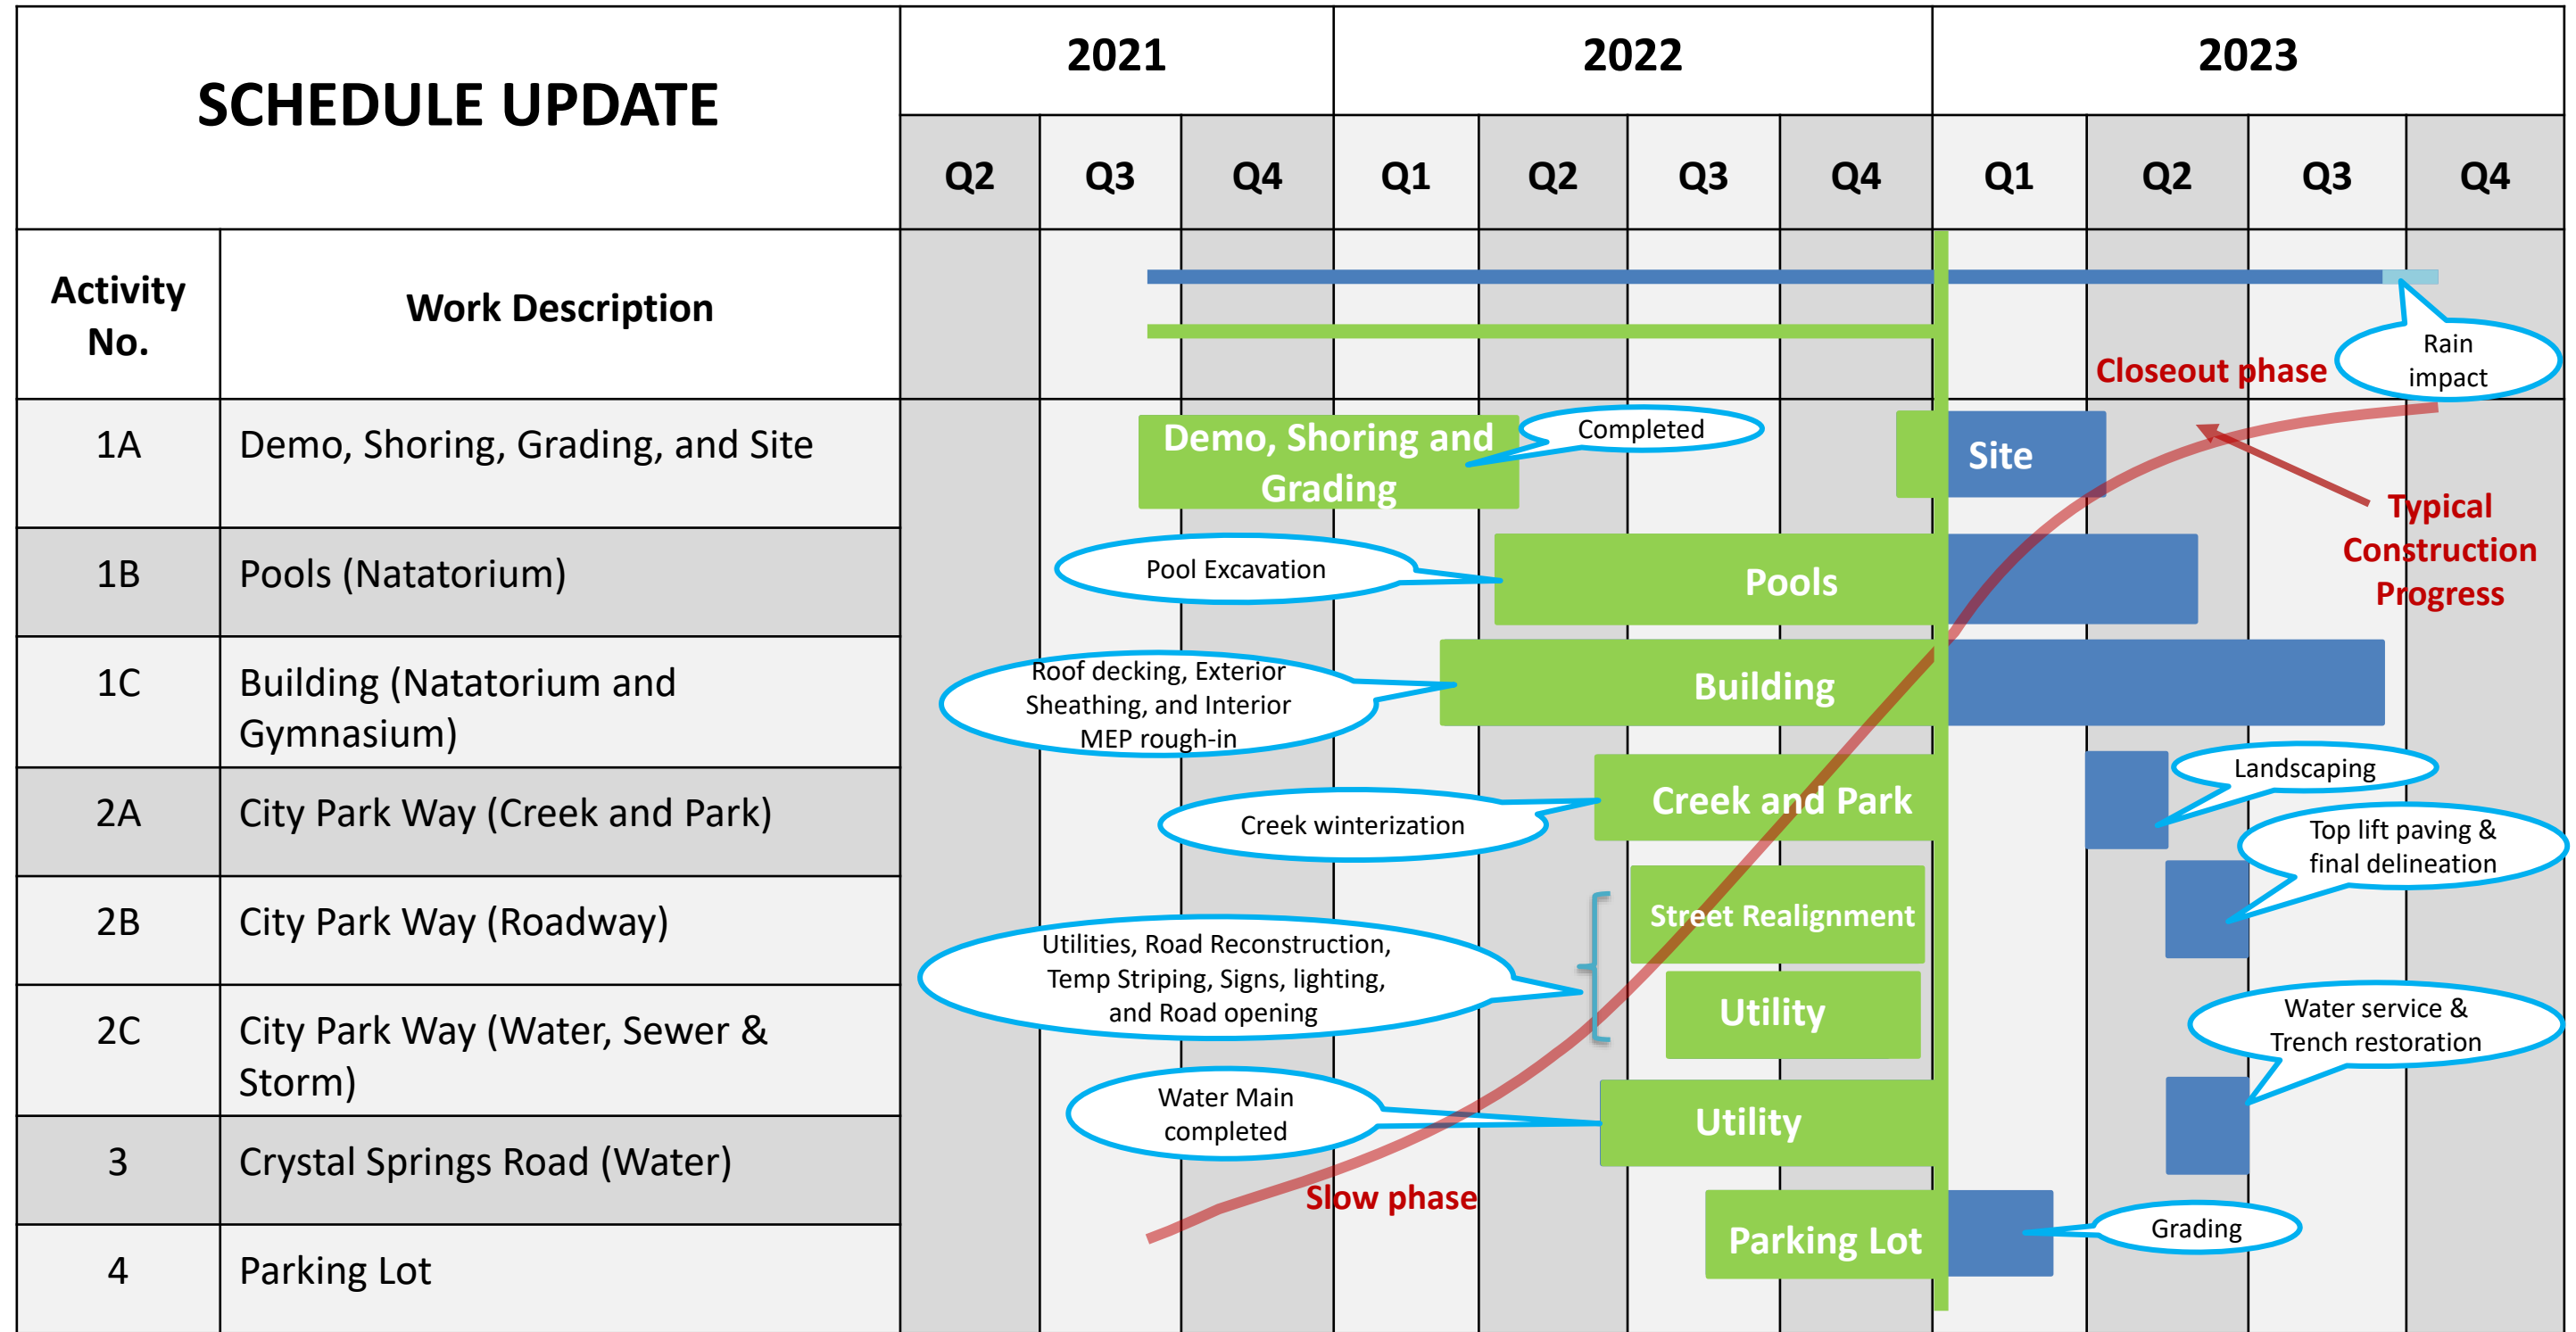 SCHEDULE UPDATE
2021
2022
2023
Q2
Q3
Q4
Q1
Q2
Q3
Q4
Q1
Q2
Q3
Q4
Activity
No.
Work Description
Rain
impact
Closeout phase
1A
Demo, Shoring, Grading, and Site
Demo, Shoring and
Grading
Completed
Site
Typical
Construction
Progress
1B
Pools (Natatorium)
Pool Excavation
Pools
1C
Building (Natatorium and
Gymnasium)
Roof decking, Exterior
Sheathing, and Interior
MEP rough-in
Building
2A
City Park Way (Creek and Park)
Creek winterization
Creek and Park
Landscaping
Top lift paving &
final delineation
2B
City Park Way (Roadway)
Street Realignment
Utilities, Road Reconstruction,
Temp Striping, Signs, lighting,
and Road opening
2C
City Park Way (Water, Sewer &
Storm)
Utility
Water service &
Trench restoration
Water Main
completed
Utility
3
Crystal Springs Road (Water)
Slow phase
4
Parking Lot
Parking Lot
Grading